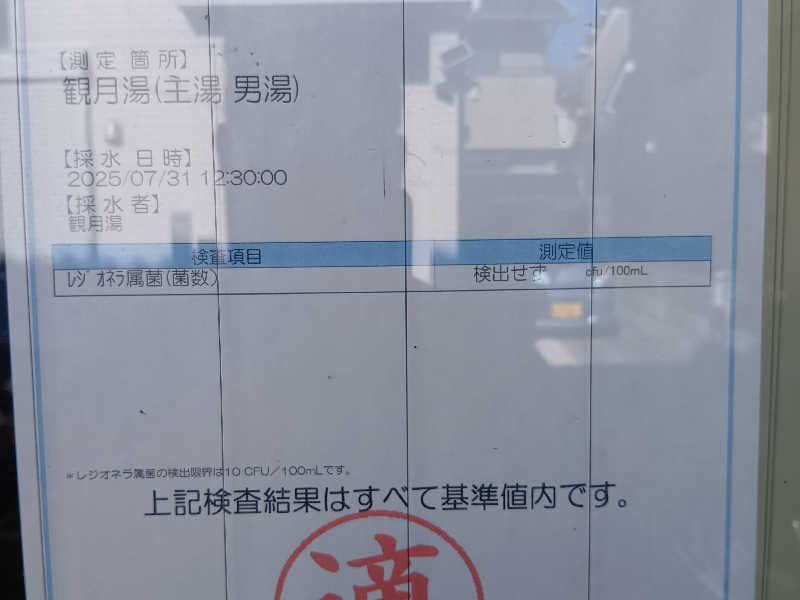 【測 定 箇 所】
観月湯(主湯 男湯)
【採 水 日 時】
2025/07/31 12:30:00
【採 水 者】
観月湯
検査項目 測定値
レジオネラ属菌(菌数) 検出せず cfu/100mL
＊レジオネラ属菌の検出限界は10 CFU／100mLです。
上記検査結果はすべて基準値内です。
適